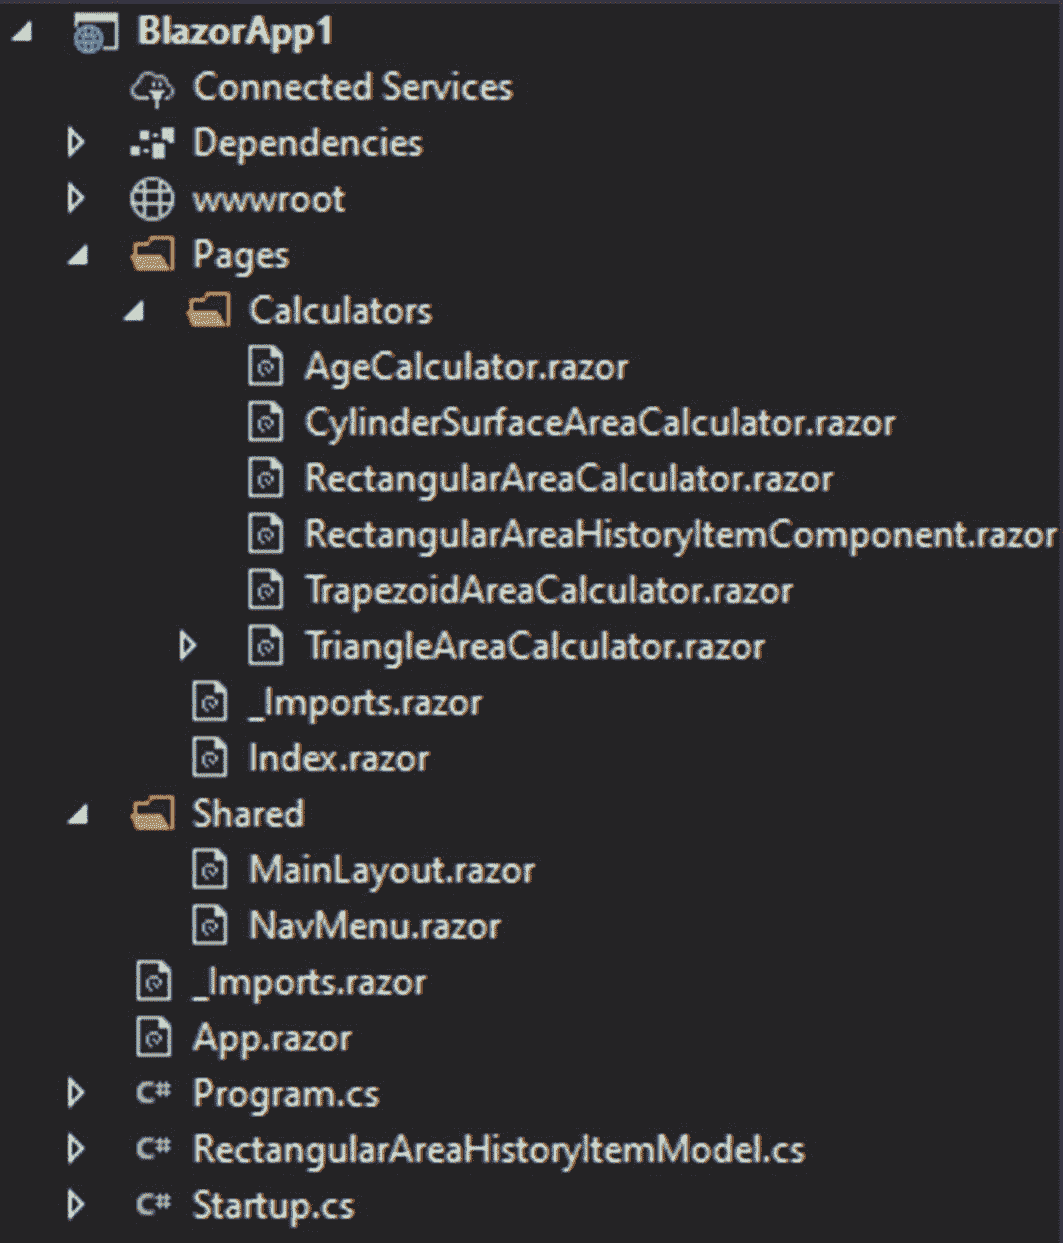 BlazorApp1
Connected Services
Dependencies
wwwroot
Pages
Calculators
AgeCalculator.razor
CylinderSurfaceAreaCalculator.razor
RectangularAreaCalculator.razor
RectangularAreaHistoryItemComponent.razor
TrapezoidAreaCalculator.razor
TriangleAreaCalculator.razor
_Imports.razor
Index.razor
Shared
MainLayout.razor
NavMenu.razor
_Imports.razor
App.razor
C# Program.cs
C# RectangularAreaHistoryItemModel.cs
C# Startup.cs